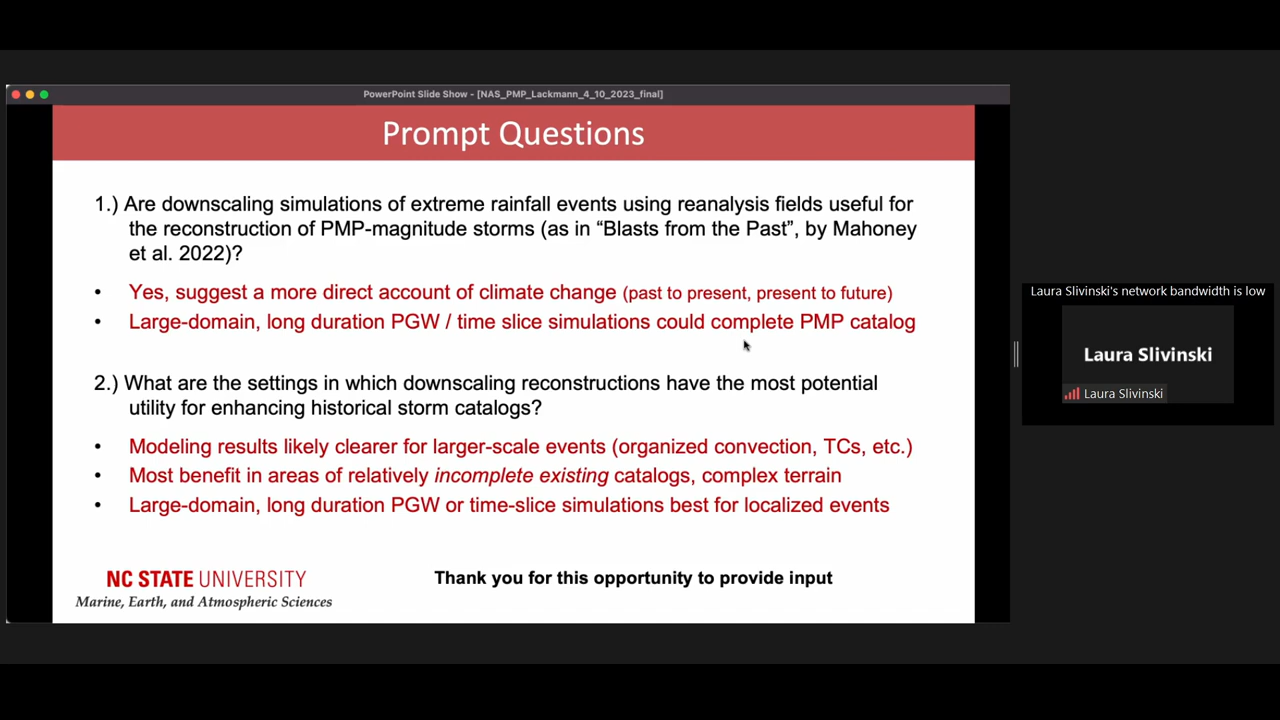 PowerPoint Slide Show - [NAS_PMP_Lackmann_4_10_2023_final]
Prompt Questions
1.) Are downscaling simulations of extreme rainfall events using reanalysis fields useful for
the reconstruction of PMP-magnitude storms (as in “Blasts from the Past”, by Mahoney
et al. 2022)?
• Yes, suggest a more direct account of climate change (past to present, present to future)
• Large-domain, long duration PGW / time slice simulations could complete PMP catalog
2.) What are the settings in which downscaling reconstructions have the most potential
utility for enhancing historical storm catalogs?
• Modeling results likely clearer for larger-scale events (organized convection, TCs, etc.)
• Most benefit in areas of relatively incomplete existing catalogs, complex terrain
• Large-domain, long duration PGW or time-slice simulations best for localized events
NC STATE UNIVERSITY
Marine, Earth, and Atmospheric Sciences
Thank you for this opportunity to provide input
Laura Slivinski's network bandwidth is low
Laura Slivinski
Laura Slivinski